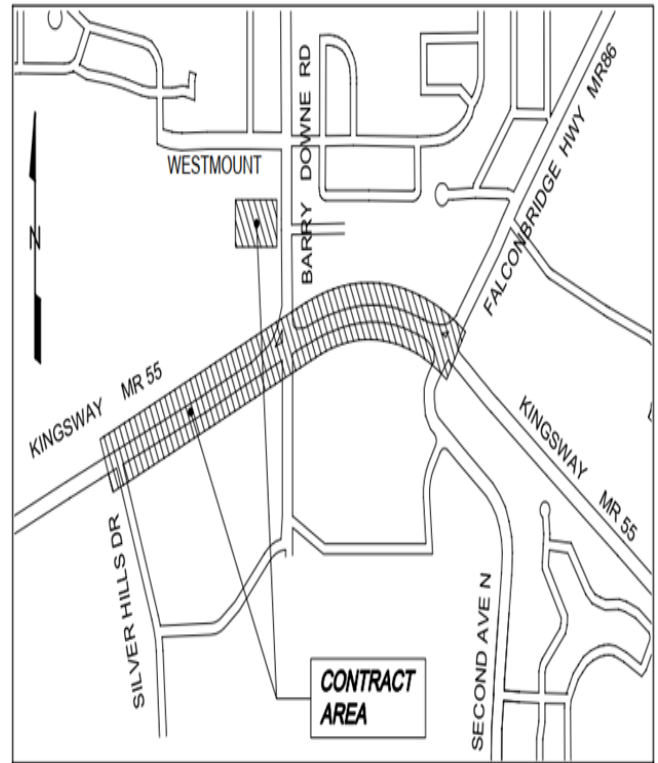 FALCONBRIDGE HWY MR86
BARRY DOWNE RD
WESTMOUNT
N
KINGSWAY MR 55
KINGSWAY MR 55
SILVER HILLS DR
SECOND AVE N
CONTRACT
AREA